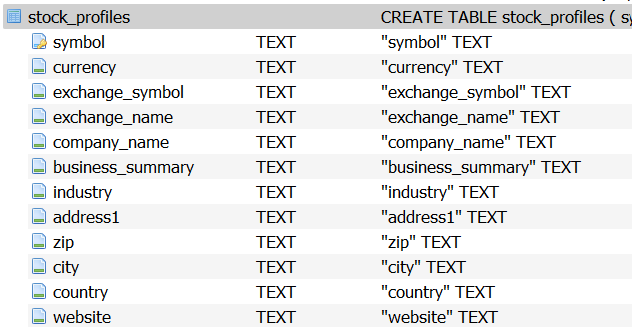 stock_profiles CREATE TABLE stock_profiles ( sy
symbol TEXT "symbol" TEXT
currency TEXT "currency" TEXT
exchange_symbol TEXT "exchange_symbol" TEXT
exchange_name TEXT "exchange_name" TEXT
company_name TEXT "company_name" TEXT
business_summary TEXT "business_summary" TEXT
industry TEXT "industry" TEXT
address1 TEXT "address1" TEXT
zip TEXT "zip" TEXT
city TEXT "city" TEXT
country TEXT "country" TEXT
website TEXT "website" TEXT